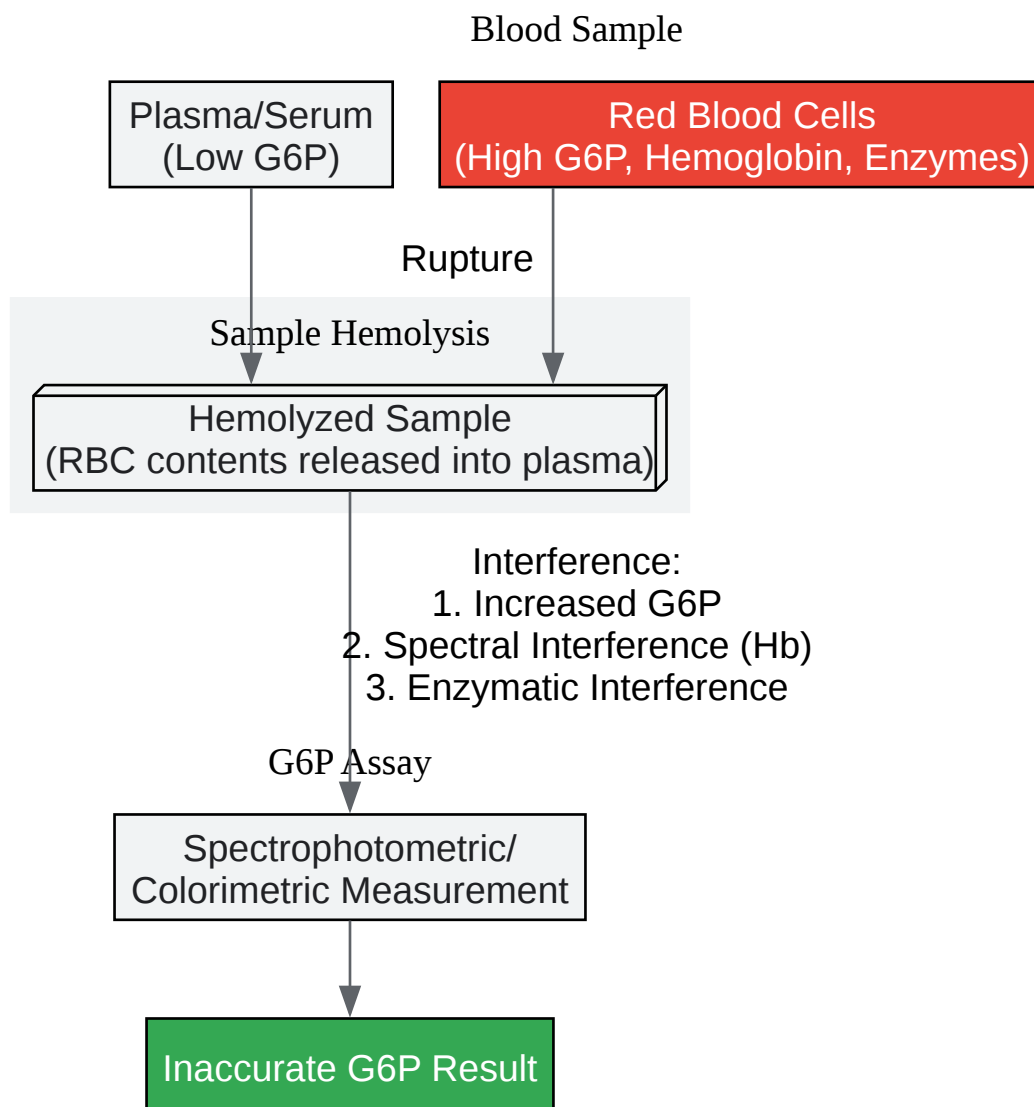 Blood Sample
Plasma/Serum
(Low G6P)
Red Blood Cells
(High G6P, Hemoglobin, Enzymes)
Rupture
Sample Hemolysis
Hemolyzed Sample
(RBC contents released into plasma)
Interference:
1. Increased G6P
2. Spectral Interference (Hb)
3. Enzymatic Interference
G6P Assay
Spectrophotometric/
Colorimetric Measurement
Inaccurate G6P Result